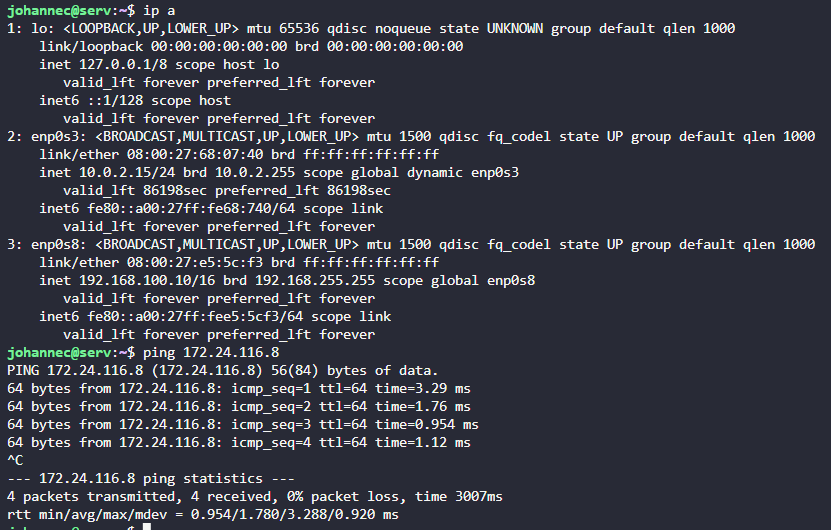 johannec@serv:~$ ip a
1: lo: <LOOPBACK,UP,LOWER_UP> mtu 65536 qdisc noqueue state UNKNOWN group default qlen 1000
    link/loopback 00:00:00:00:00:00 brd 00:00:00:00:00:00
    inet 127.0.0.1/8 scope host lo
       valid_lft forever preferred_lft forever
    inet6 ::1/128 scope host
       valid_lft forever preferred_lft forever
2: enp0s3: <BROADCAST,MULTICAST,UP,LOWER_UP> mtu 1500 qdisc fq_codel state UP group default qlen 1000
    link/ether 08:00:27:68:07:40 brd ff:ff:ff:ff:ff:ff
    inet 10.0.2.15/24 brd 10.0.2.255 scope global dynamic enp0s3
       valid_lft 86198sec preferred_lft 86198sec
    inet6 fe80::a00:27ff:fe68:740/64 scope link
       valid_lft forever preferred_lft forever
3: enp0s8: <BROADCAST,MULTICAST,UP,LOWER_UP> mtu 1500 qdisc fq_codel state UP group default qlen 1000
    link/ether 08:00:27:e5:5c:f3 brd ff:ff:ff:ff:ff:ff
    inet 192.168.100.10/16 brd 192.168.255.255 scope global enp0s8
       valid_lft forever preferred_lft forever
    inet6 fe80::a00:27ff:fee5:5cf3/64 scope link
       valid_lft forever preferred_lft forever
johannec@serv:~$ ping 172.24.116.8
PING 172.24.116.8 (172.24.116.8) 56(84) bytes of data.
64 bytes from 172.24.116.8: icmp_seq=1 ttl=64 time=3.29 ms
64 bytes from 172.24.116.8: icmp_seq=2 ttl=64 time=1.76 ms
64 bytes from 172.24.116.8: icmp_seq=3 ttl=64 time=0.954 ms
64 bytes from 172.24.116.8: icmp_seq=4 ttl=64 time=1.12 ms
^C
--- 172.24.116.8 ping statistics ---
4 packets transmitted, 4 received, 0% packet loss, time 3007ms
rtt min/avg/max/mdev = 0.954/1.780/3.288/0.920 ms
johannec@serv:~$